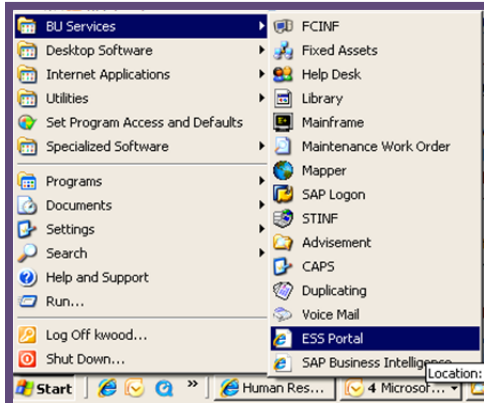 BU Services
Desktop Software
Internet Applications
Utilities
Set Program Access and Defaults
Specialized Software
Programs
Documents
Settings
Search
Help and Support
Run...
Log Off kwood...
Shut Down...
FCINF
Fixed Assets
Help Desk
Library
Mainframe
Maintenance Work Order
Mapper
SAP Logon
STINF
Advisement
CAPS
Duplicating
Voice Mail
ESS Portal
SAP Business Intelligence
Location:
Start » Human Res... 4 Microsof...